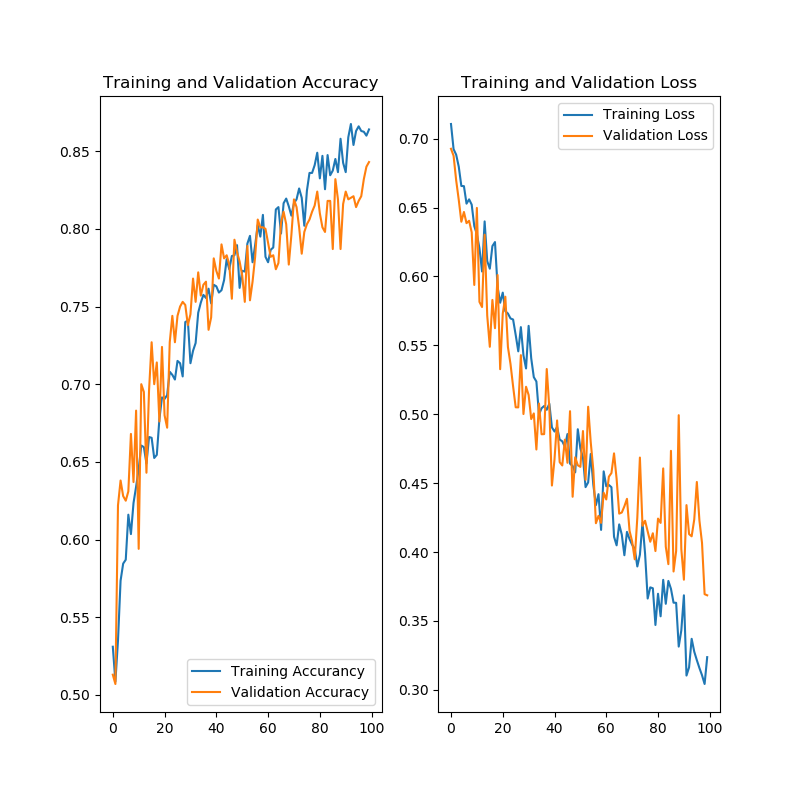 Training and Validation Accuracy
0.85
0.80
0.75
0.70
0.65
0.60
0.55
0.50
Training Accurancy
Validation Accuracy
0 20 40 60 80 100
Training and Validation Loss
Training Loss
Validation Loss
0.70
0.65
0.60
0.55
0.50
0.45
0.40
0.35
0.30
0 20 40 60 80 100